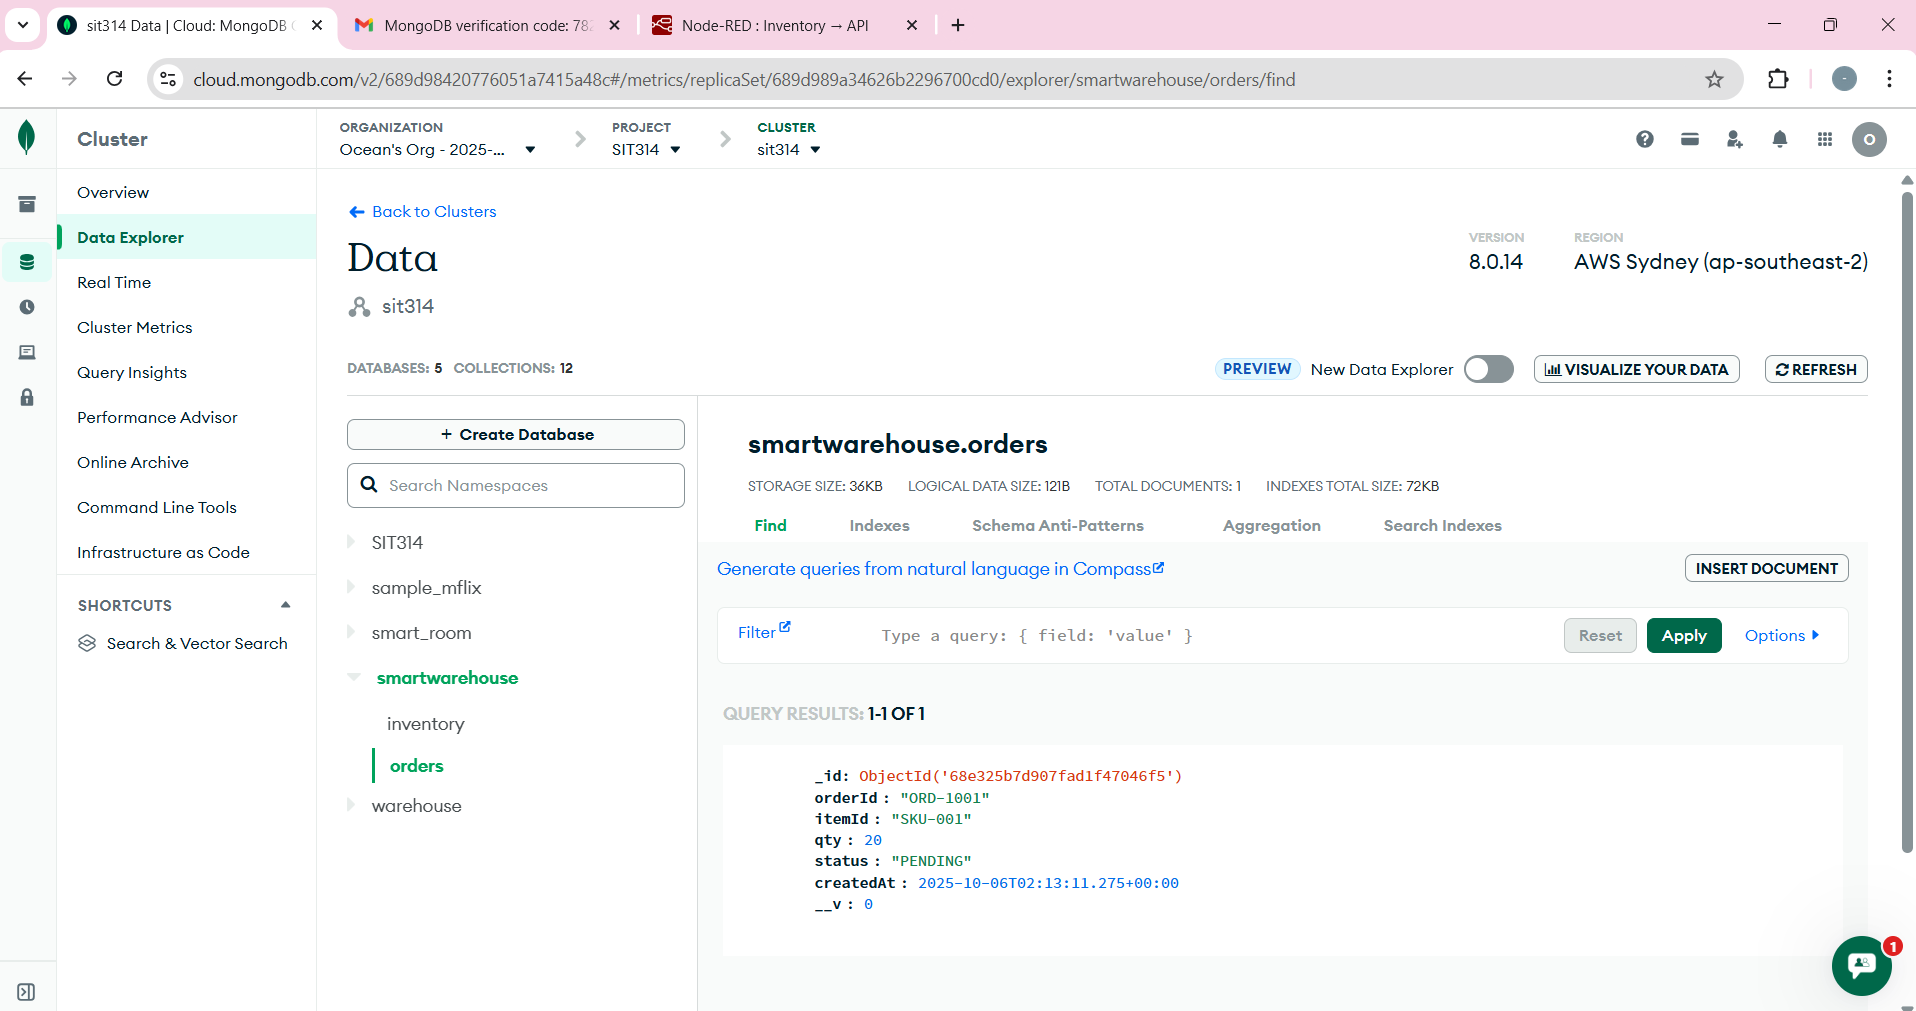 sit314 Data | Cloud: MongoDB C
MongoDB verification code: 782
Node-RED : Inventory → API
cloud.mongodb.com/v2/689d98420776051a7415a48c#/metrics/replicaSet/689d989a34626b2296700cd0/explorer/smartwarehouse/orders/find
Cluster
ORGANIZATION
Ocean's Org - 2025-...
PROJECT
SIT314
CLUSTER
sit314
O
Overview
Data Explorer
Real Time
Cluster Metrics
Query Insights
Performance Advisor
Online Archive
Command Line Tools
Infrastructure as Code
SHORTCUTS
Search & Vector Search
Back to Clusters
Data
sit314
VERSION
8.0.14
REGION
AWS Sydney (ap-southeast-2)
DATABASES: 5 COLLECTIONS: 12
PREVIEW New Data Explorer
VISUALIZE YOUR DATA
REFRESH
+ Create Database
Search Namespaces
SIT314
sample_mflix
smart_room
smartwarehouse
inventory
orders
warehouse
smartwarehouse.orders
STORAGE SIZE: 36KB LOGICAL DATA SIZE: 121B TOTAL DOCUMENTS: 1 INDEXES TOTAL SIZE: 72KB
Find Indexes Schema Anti-Patterns Aggregation Search Indexes
Generate queries from natural language in Compass
INSERT DOCUMENT
Filter
Type a query: { field: 'value' }
Reset
Apply
Options
QUERY RESULTS: 1-1 OF 1
_id: ObjectId('68e325b7d907fad1f47046f5')
orderId : "ORD-1001"
itemId : "SKU-001"
qty : 20
status : "PENDING"
createdAt : 2025-10-06T02:13:11.275+00:00
__v : 0
1